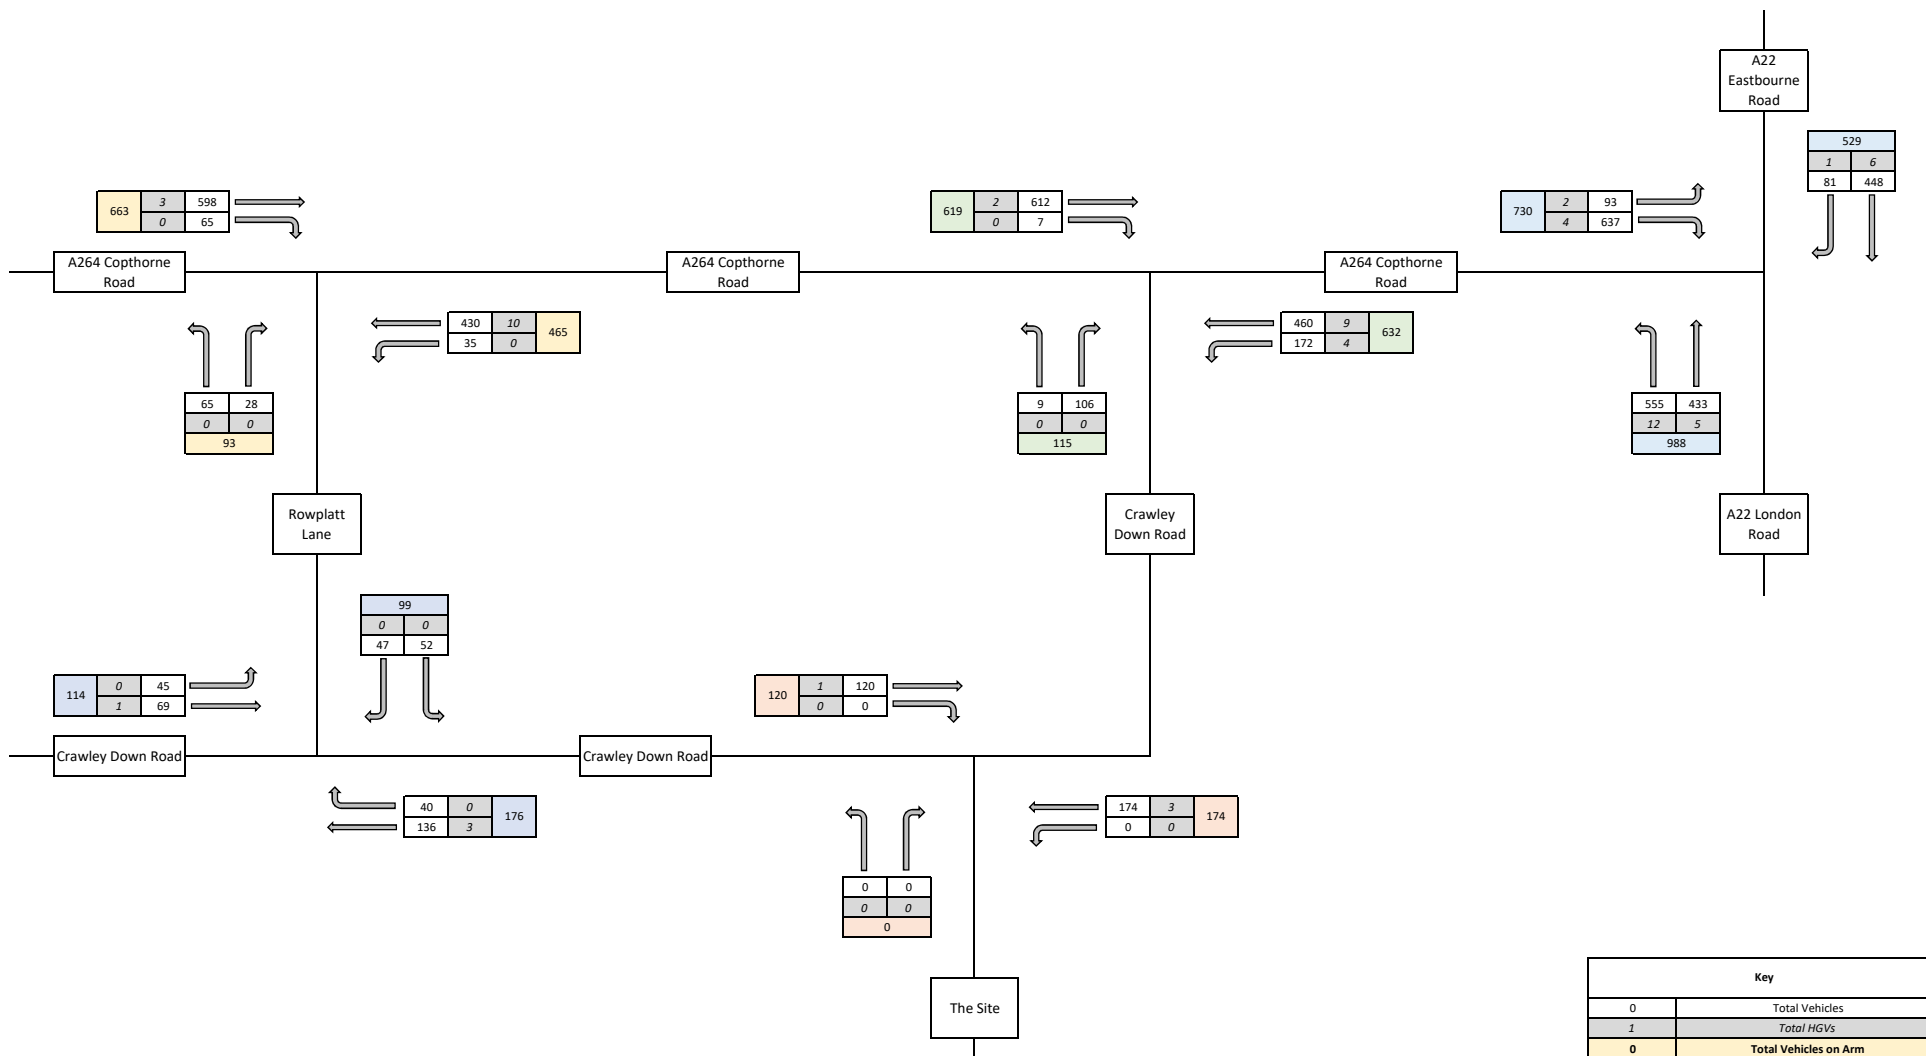 A22
Eastbourne
Road
529
1 6
81 448
663 3 598
0 65
619 2 612
0 7
730 2 93
4 637
A264 Copthorne
Road
A264 Copthorne
Road
A264 Copthorne
Road
430 10 465
35 0
460 9 632
172 4
65 28
0 0
93
9 106
0 0
115
555 433
12 5
988
Rowplatt
Lane
Crawley
Down Road
A22 London
Road
99
0 0
47 52
114 0 45
1 69
120 1 120
0 0
Crawley Down Road
Crawley Down Road
40 0 176
136 3
174 3 174
0 0
0 0
0 0
0
The Site
Key
0 Total Vehicles
1 Total HGVs
0 Total Vehicles on Arm